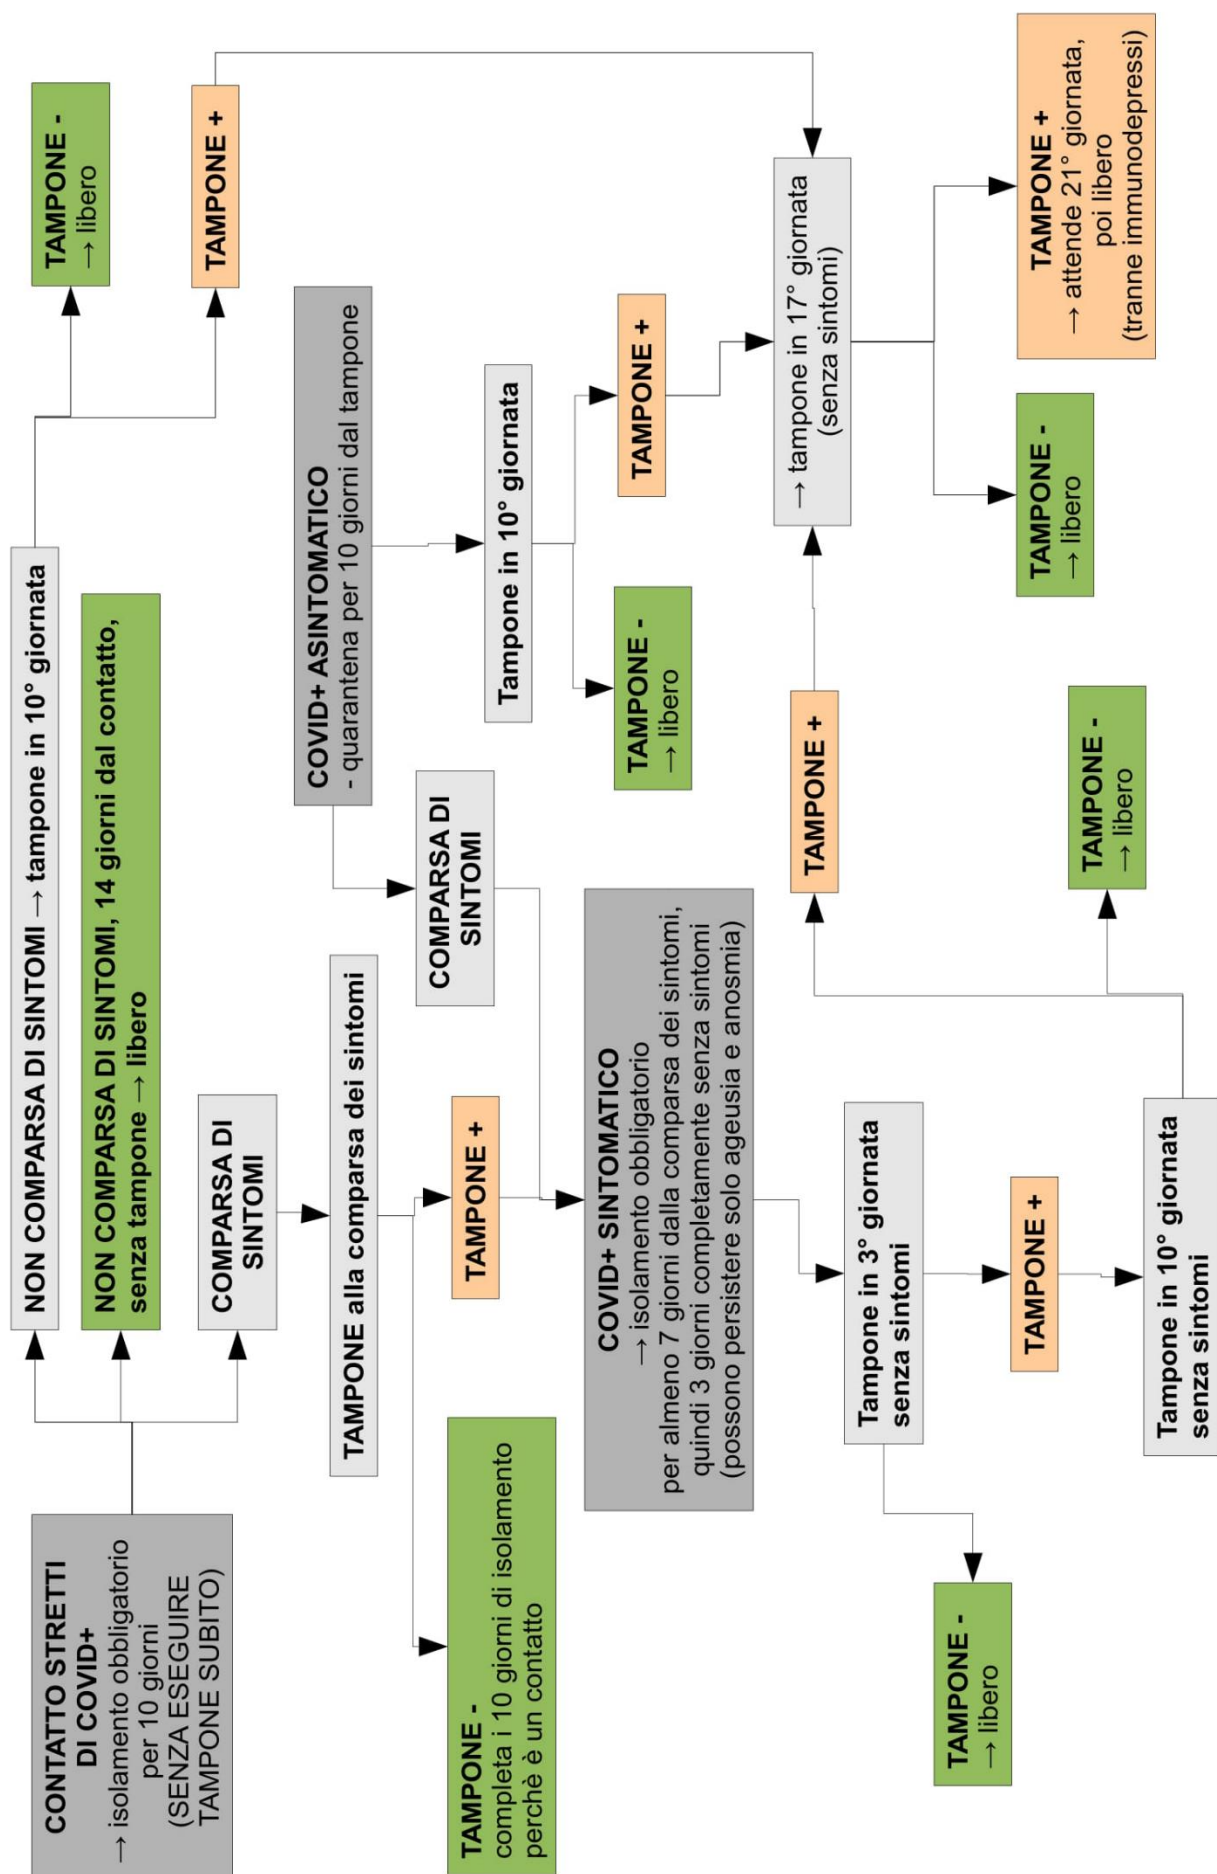 CONTATTO STRETTI
DI COVID+
→ isolamento obbligatorio
per 10 giorni
(SENZA ESEGUIRE
TAMPONE SUBITO)
NON COMPARSA DI SINTOMI → tampone in 10° giornata
NON COMPARSA DI SINTOMI, 14 giorni dal contatto,
senza tampone → libero
COMPARSA DI
SINTOMI
TAMPONE -
→ libero
TAMPONE +
TAMPONE alla comparsa dei sintomi
TAMPONE -
completa i 10 giorni di isolamento
perchè è un contatto
TAMPONE +
COVID+ ASINTOMATICO
- quarantena per 10 giorni dal tampone
COMPARSA DI
SINTOMI
Tampone in 10° giornata
TAMPONE -
→ libero
TAMPONE +
COVID+ SINTOMATICO
→ isolamento obbligatorio
per almeno 7 giorni dalla comparsa dei sintomi,
quindi 3 giorni completamente senza sintomi
(possono persistere solo ageusia e anosmia)
Tampone in 3° giornata
senza sintomi
TAMPONE -
→ libero
TAMPONE +
Tampone in 10° giornata
senza sintomi
TAMPONE +
TAMPONE -
→ libero
→ tampone in 17° giornata
(senza sintomi)
TAMPONE -
→ libero
TAMPONE +
→ attende 21° giornata,
poi libero
(tranne immunodepressi)